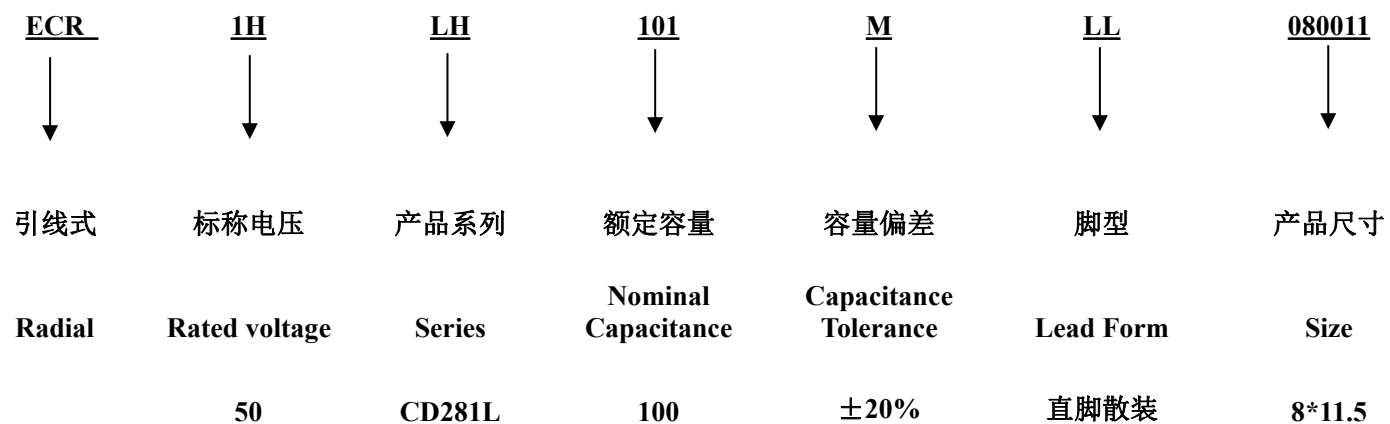 ECR 1H LH 101 M LL 080011
引线式 标称电压 产品系列 额定容量 容量偏差 脚型 产品尺寸
Radial Rated voltage Series Nominal Capacitance Capacitance Tolerance Lead Form Size
50 CD281L 100 ±20% 直脚散装 8*11.5